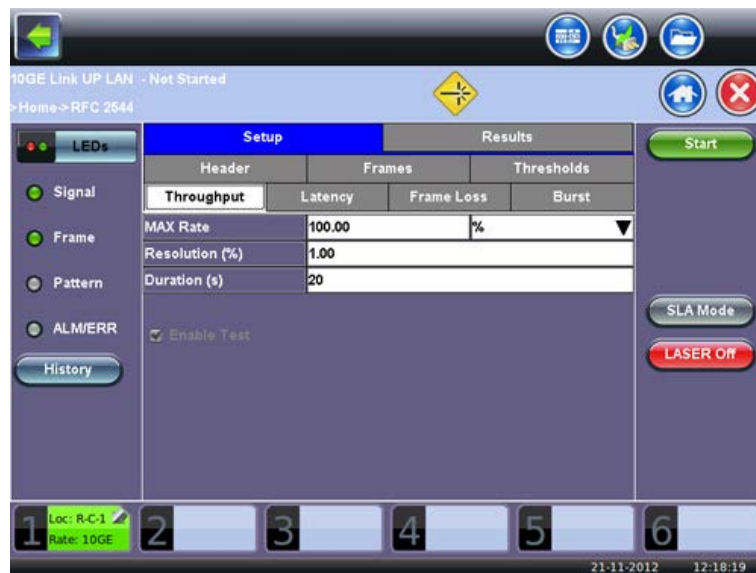 10GE Link UP LAN - Not Started
>Home->RFC 2544
LEDs
Signal
Frame
Pattern
ALM/ERR
History
Setup Results
Header Frames Thresholds
Throughput Latency Frame Loss Burst
MAX Rate 100.00 %
Resolution (%) 1.00
Duration (s) 20
Enable Test
Start
SLA Mode
LASER Off
1 Loc: R-C-1
Rate: 10GE
2 3 4 5 6
21-11-2012 12:18:19